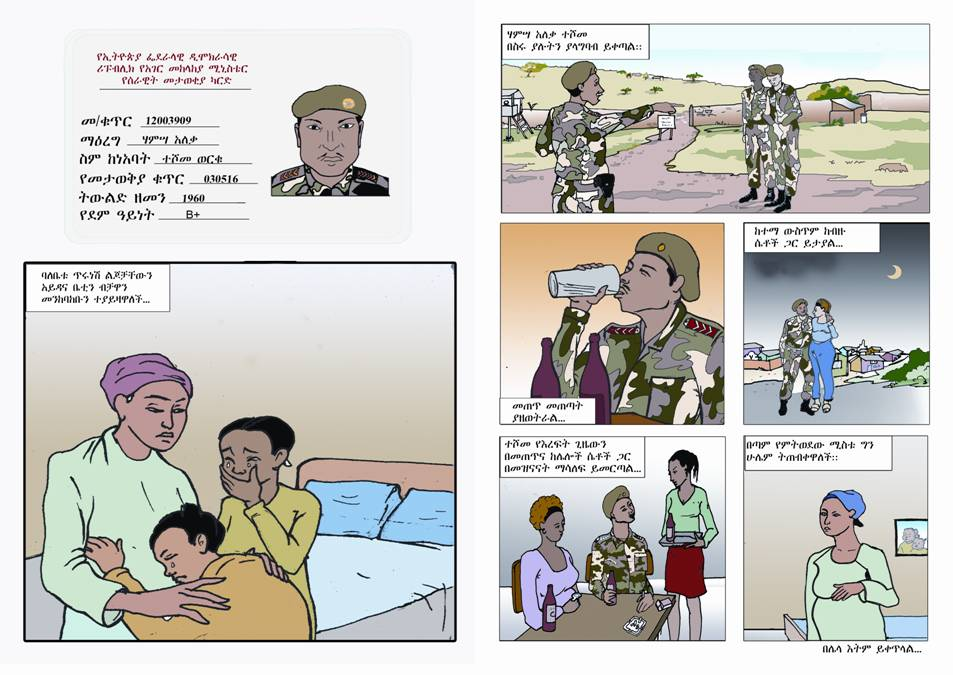 የኢትዮጵያ ፌደራላዊ ዲሞክራሳዊ
ሪፑብሊክ የአገር መከላከያ ሚኒስቴር
የሰራዊት መታወቂያ ካርድ
መ/ቁጥር 12003909
ማዕረግ ሃምሣ አለቃ
ስም ከነአባት ተሾመ ወርቁ
የመታወቅያ ቁጥር 030516
ትውልድ ዘመን 1960
የደም ዓይነት B+
ባለቤቱ ጥሩነሽ ልጆቻቸውን
አይዳና ቤቲን ብቻዋን
መንከባከቡን ተያይዛዋለች...
ሃምሣ አለቃ ተሾመ
በስሩ ያሉትን ያላግባብ ይቀጣል።
መጠጥ መጠጣት
ያዘወትራል...
ከተማ ውስጥም ከብዙ
ሴቶች ጋር ይታያል...
ተሾመ የእረፍት ጊዜውን
በመጠጥና ከሌሎች ሴቶች ጋር
በመዝናናት ማሳለፍ ይመርጣል...
በጣም የምትወደው ሚስቱ ግን
ሁሌም ትጠብቀዋለች።
በሌላ እትም ይቀጥላል...